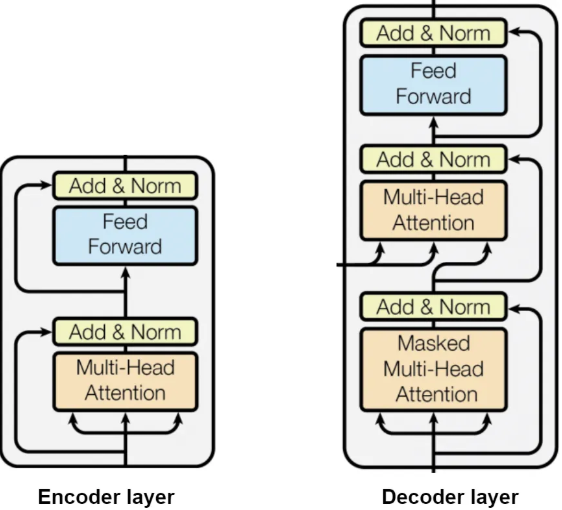 Add & Norm
Feed
Forward
Add & Norm
Multi-Head
Attention
Encoder layer
Add & Norm
Feed
Forward
Add & Norm
Multi-Head
Attention
Add & Norm
Masked
Multi-Head
Attention
Decoder layer